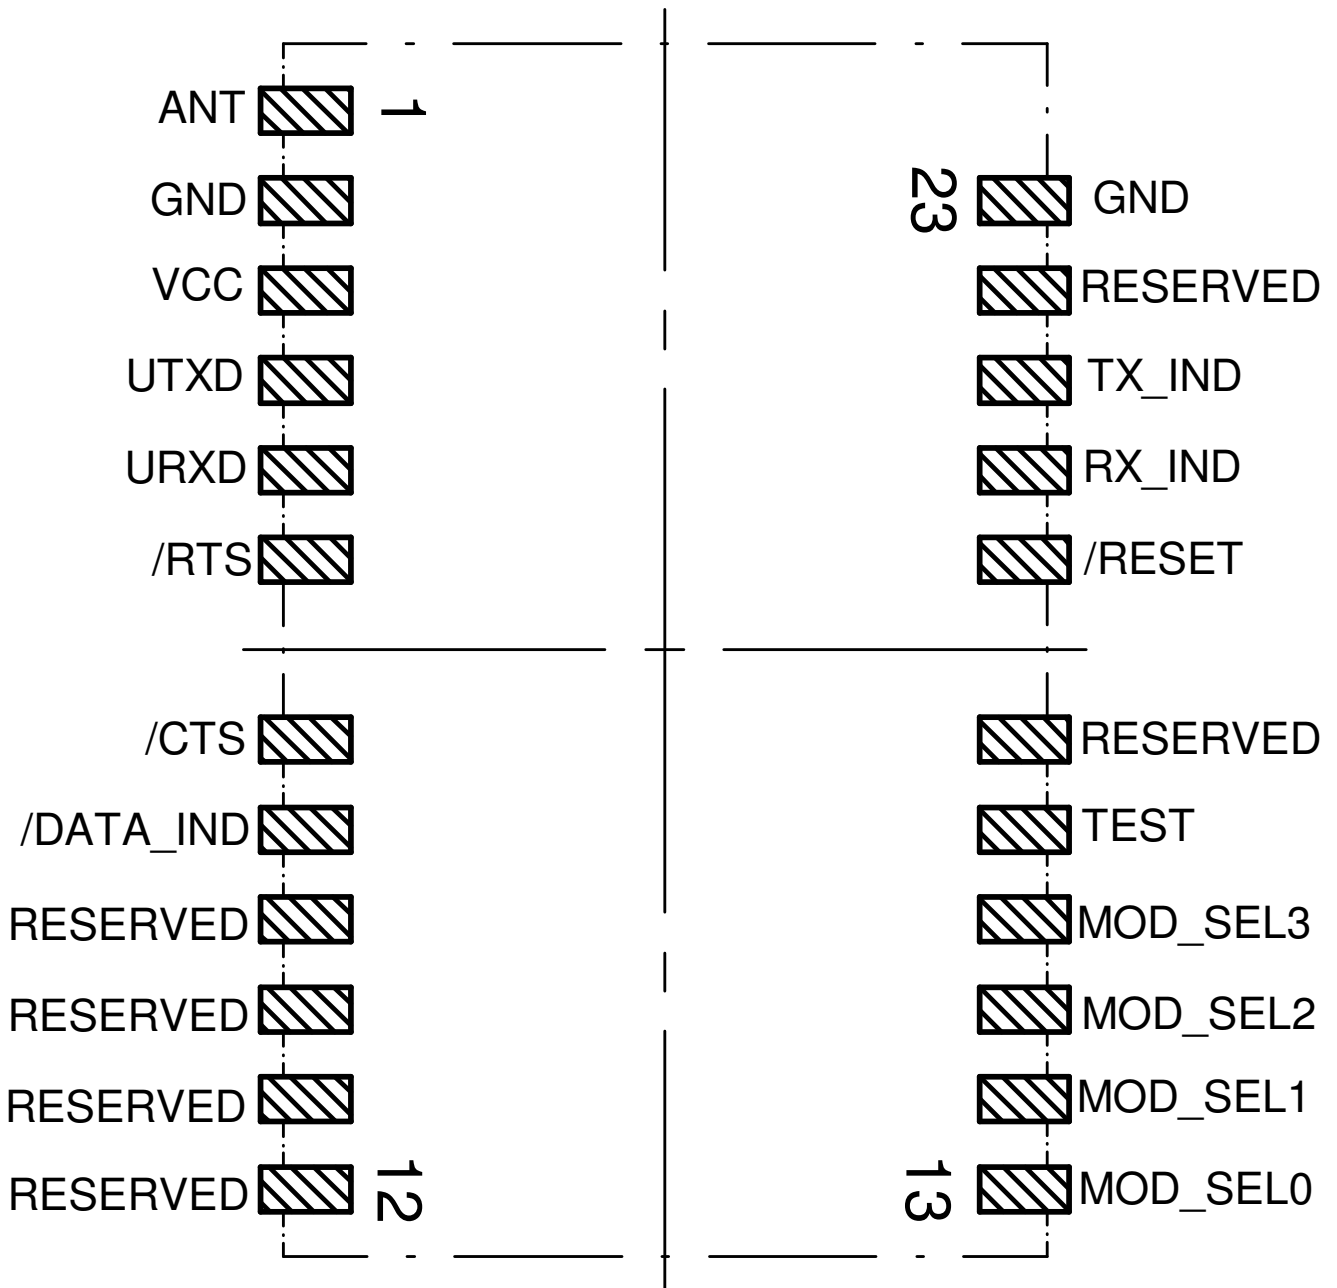 ANT 1
GND 23 GND
VCC RESERVED
UTXD TX_IND
URXD RX_IND
/RTS /RESET
/CTS RESERVED
/DATA_IND TEST
RESERVED MOD_SEL3
RESERVED MOD_SEL2
RESERVED MOD_SEL1
RESERVED 12 13 MOD_SEL0